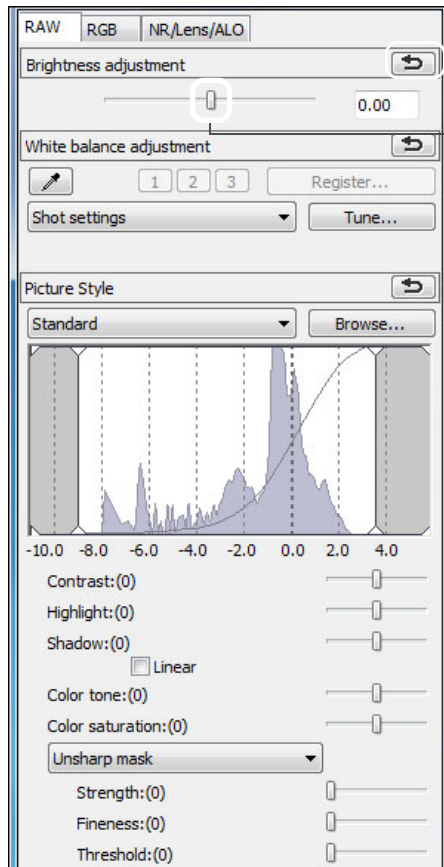 RAW RGB NR/Lens/ALO
Brightness adjustment
0.00
White balance adjustment
1 2 3 Register...
Shot settings Tune...
Picture Style
Standard Browse...
-10.0 -8.0 -6.0 -4.0 -2.0 0.0 2.0 4.0
Contrast:(0)
Highlight:(0)
Shadow:(0)
Linear
Color tone:(0)
Color saturation:(0)
Unsharp mask
Strength:(0)
Fineness:(0)
Threshold:(0)